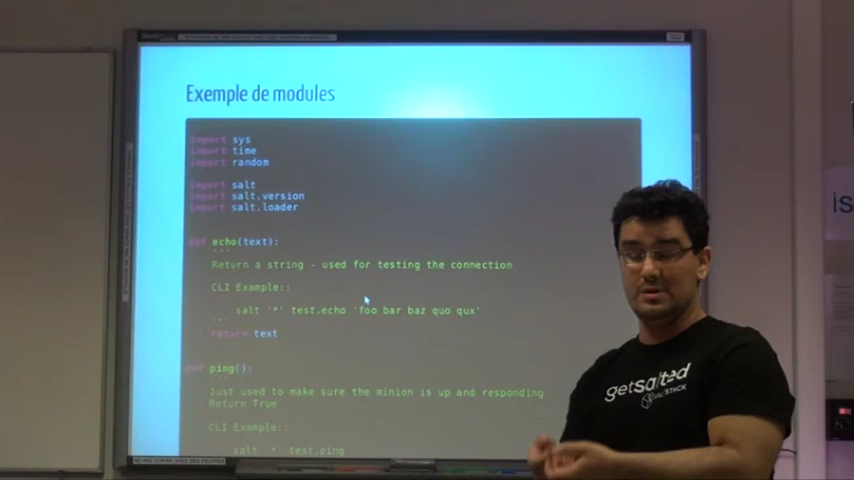 Exemple de modules
import sys
import time
import random
import salt
import salt.version
import salt.loader
def echo(text):
'''
Return a string - used for testing the connection
CLI Example::
salt '*' test.echo 'foo bar baz quo qux'
'''
return text
def ping():
'''
Just used to make sure the minion is up and responding
Return True
CLI Example::
salt '*' test.ping
getsalted
STACK
is